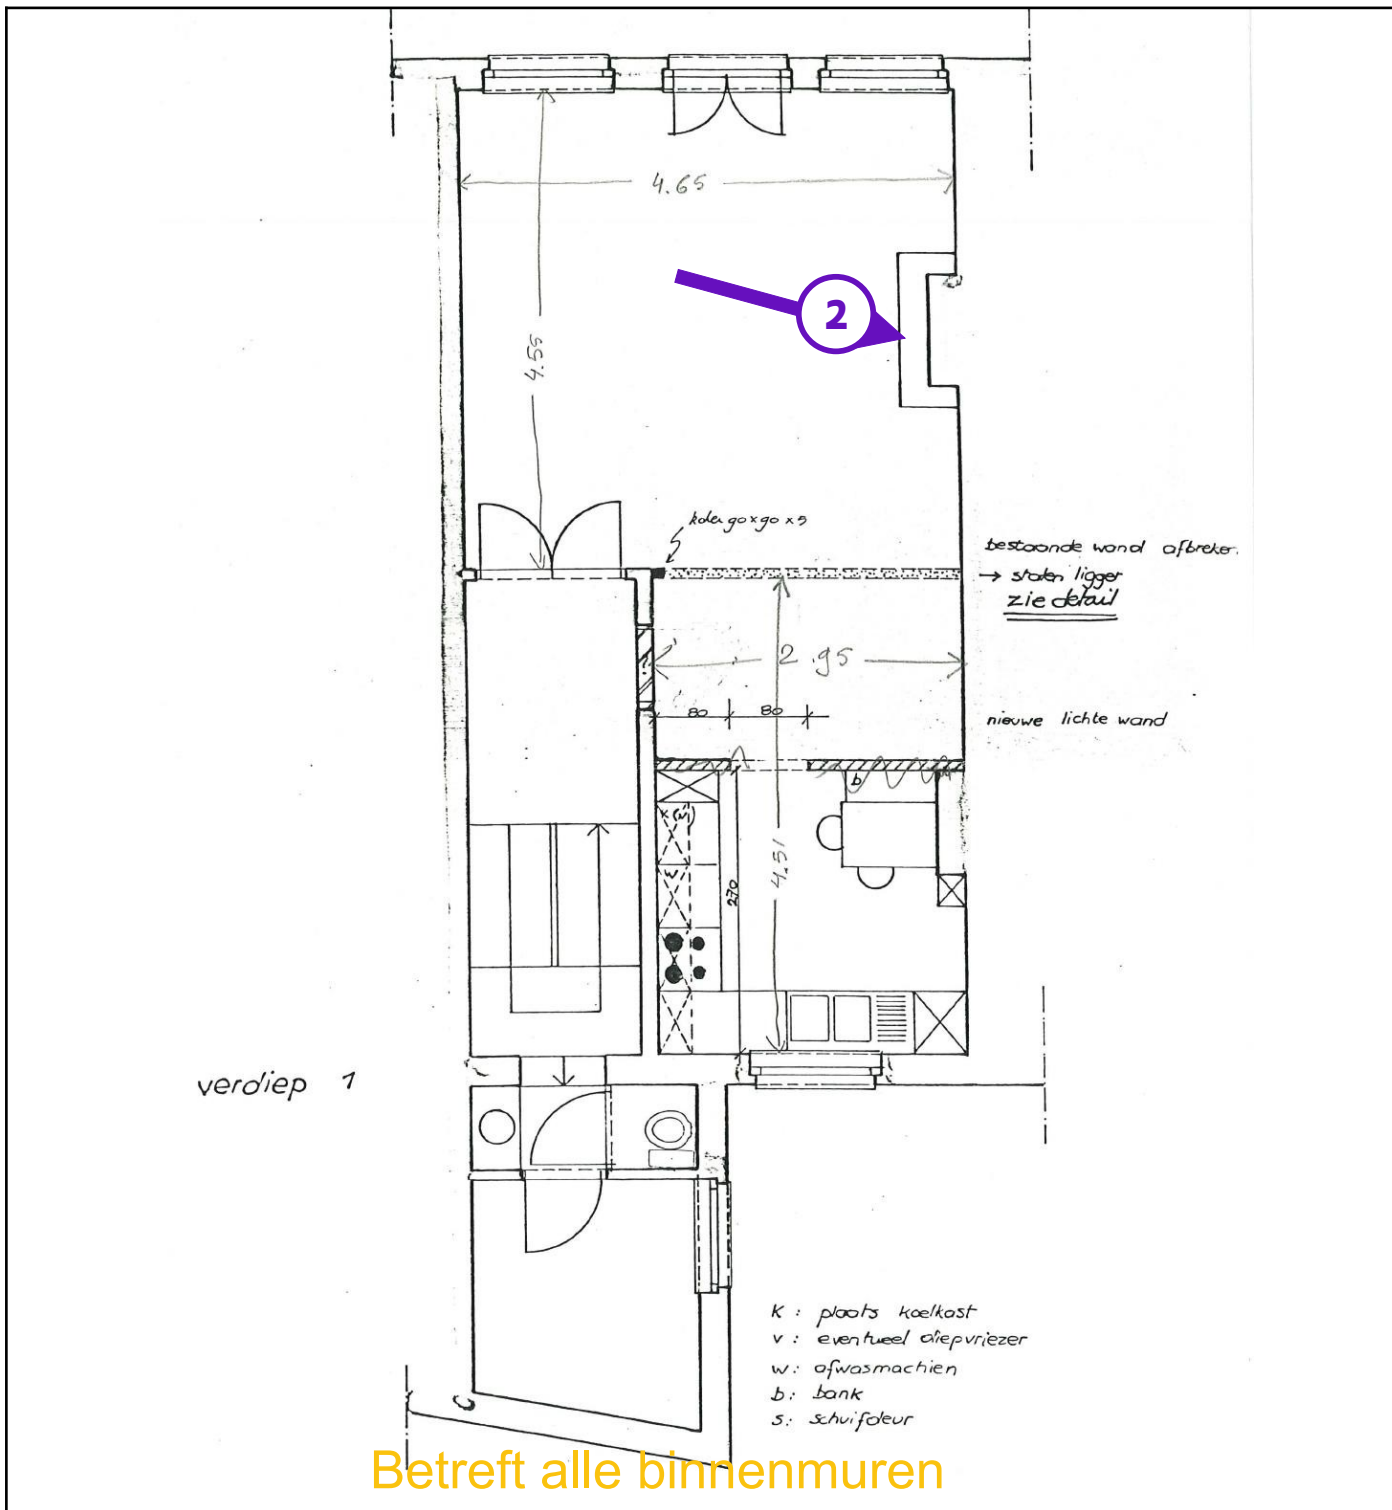 4.65
2
4.55
koker 90x90x5
bestaande wand afbreken.
→ stalen ligger
zie detail
2.95
80 80
nieuwe lichte wand
b
4.51
270
verdiep 1
K : plaats koelkast
v : eventueel diepvriezer
w : afwasmachien
b : bank
s : schuifdeur
Betreft alle binnenmuren